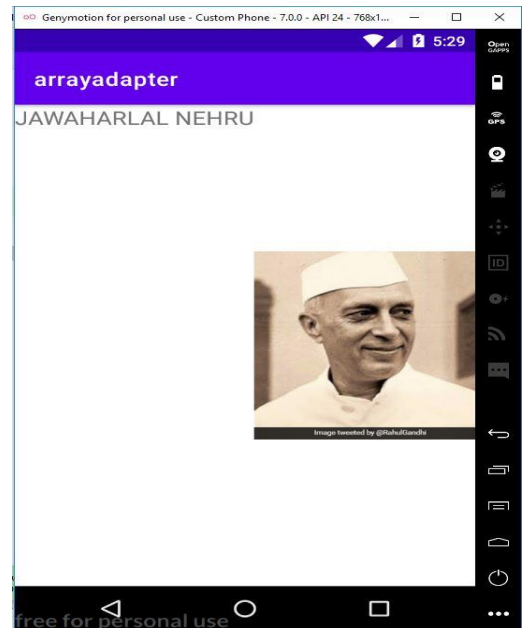 Genymotion for personal use - Custom Phone - 7.0.0 - API 24 - 768x1...
5:29
Open
GAPPS
arrayadapter
JAWAHARLAL NEHRU
GPS
ID
Image tweeted by @RahulGandhi
free for personal use